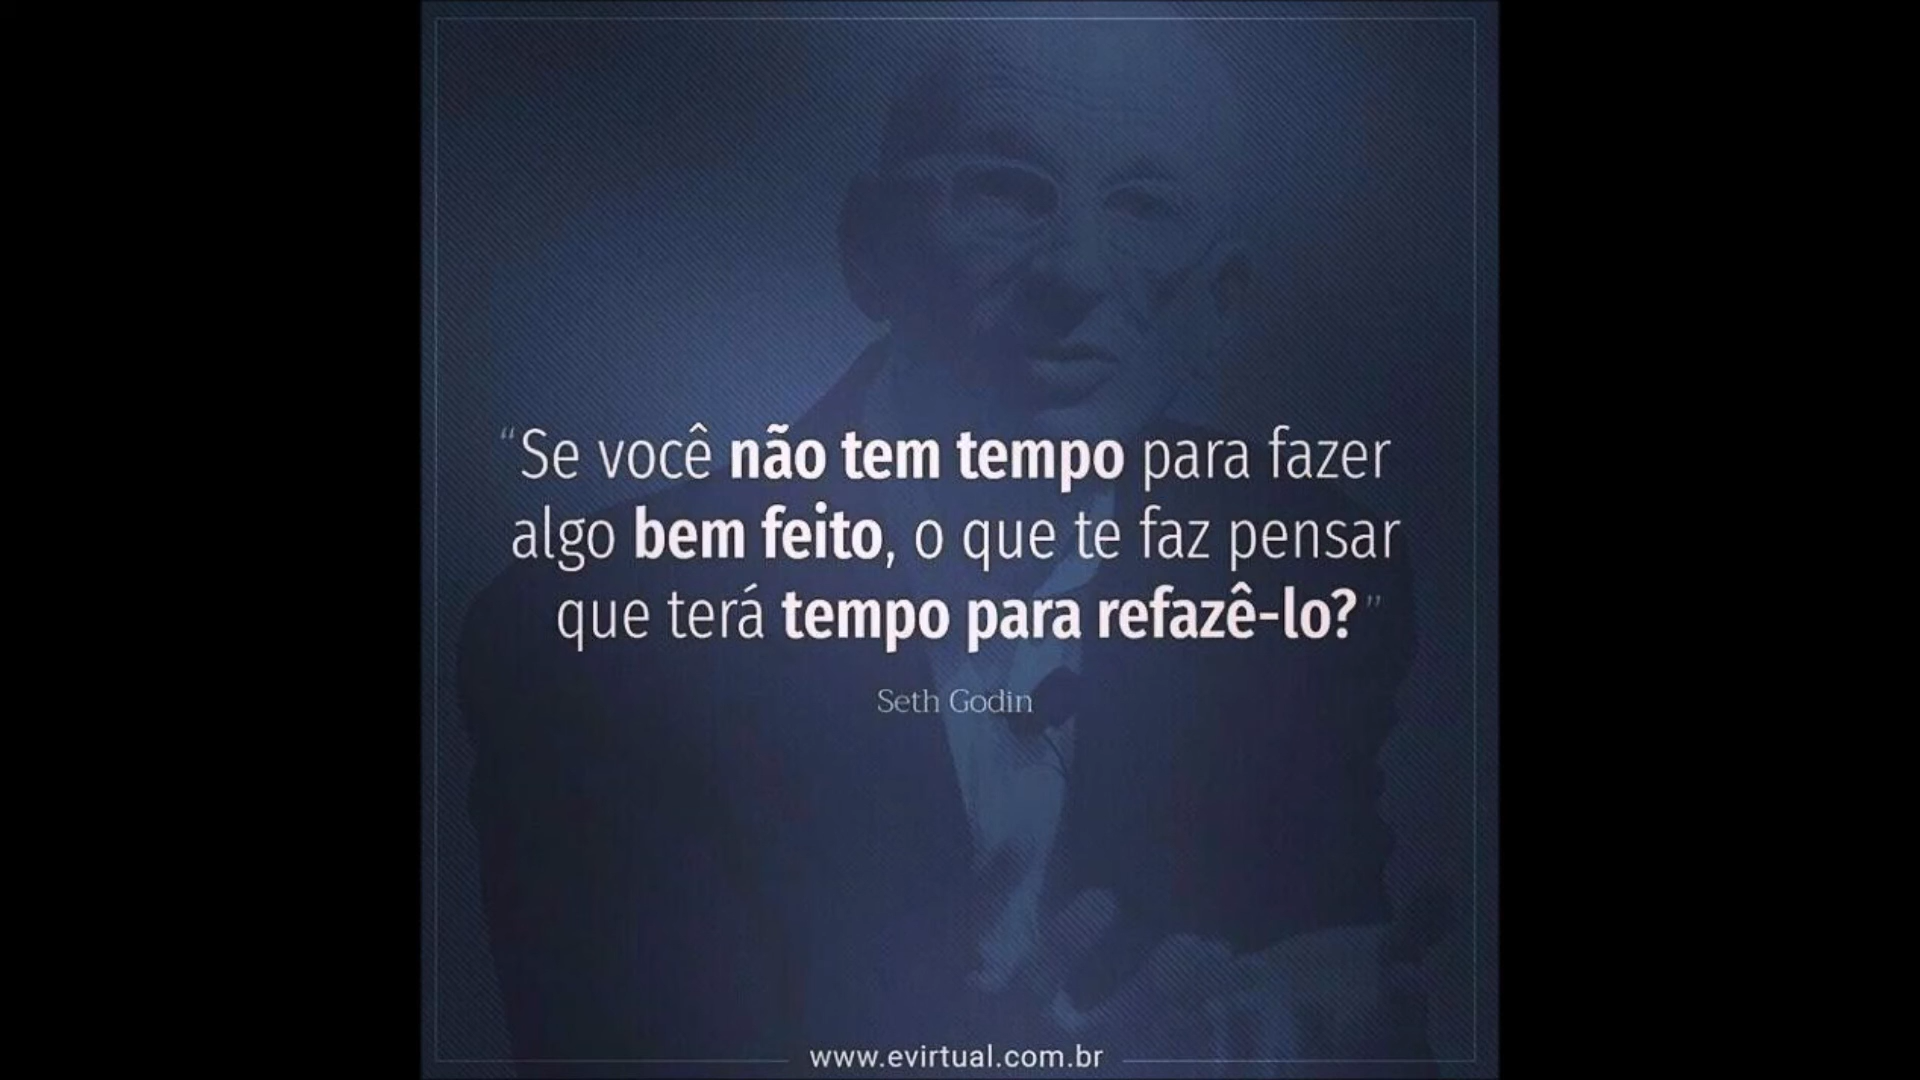 “Se você não tem tempo para fazer
algo bem feito, o que te faz pensar
que terá tempo para refazê-lo?”
Seth Godin
www.evirtual.com.br